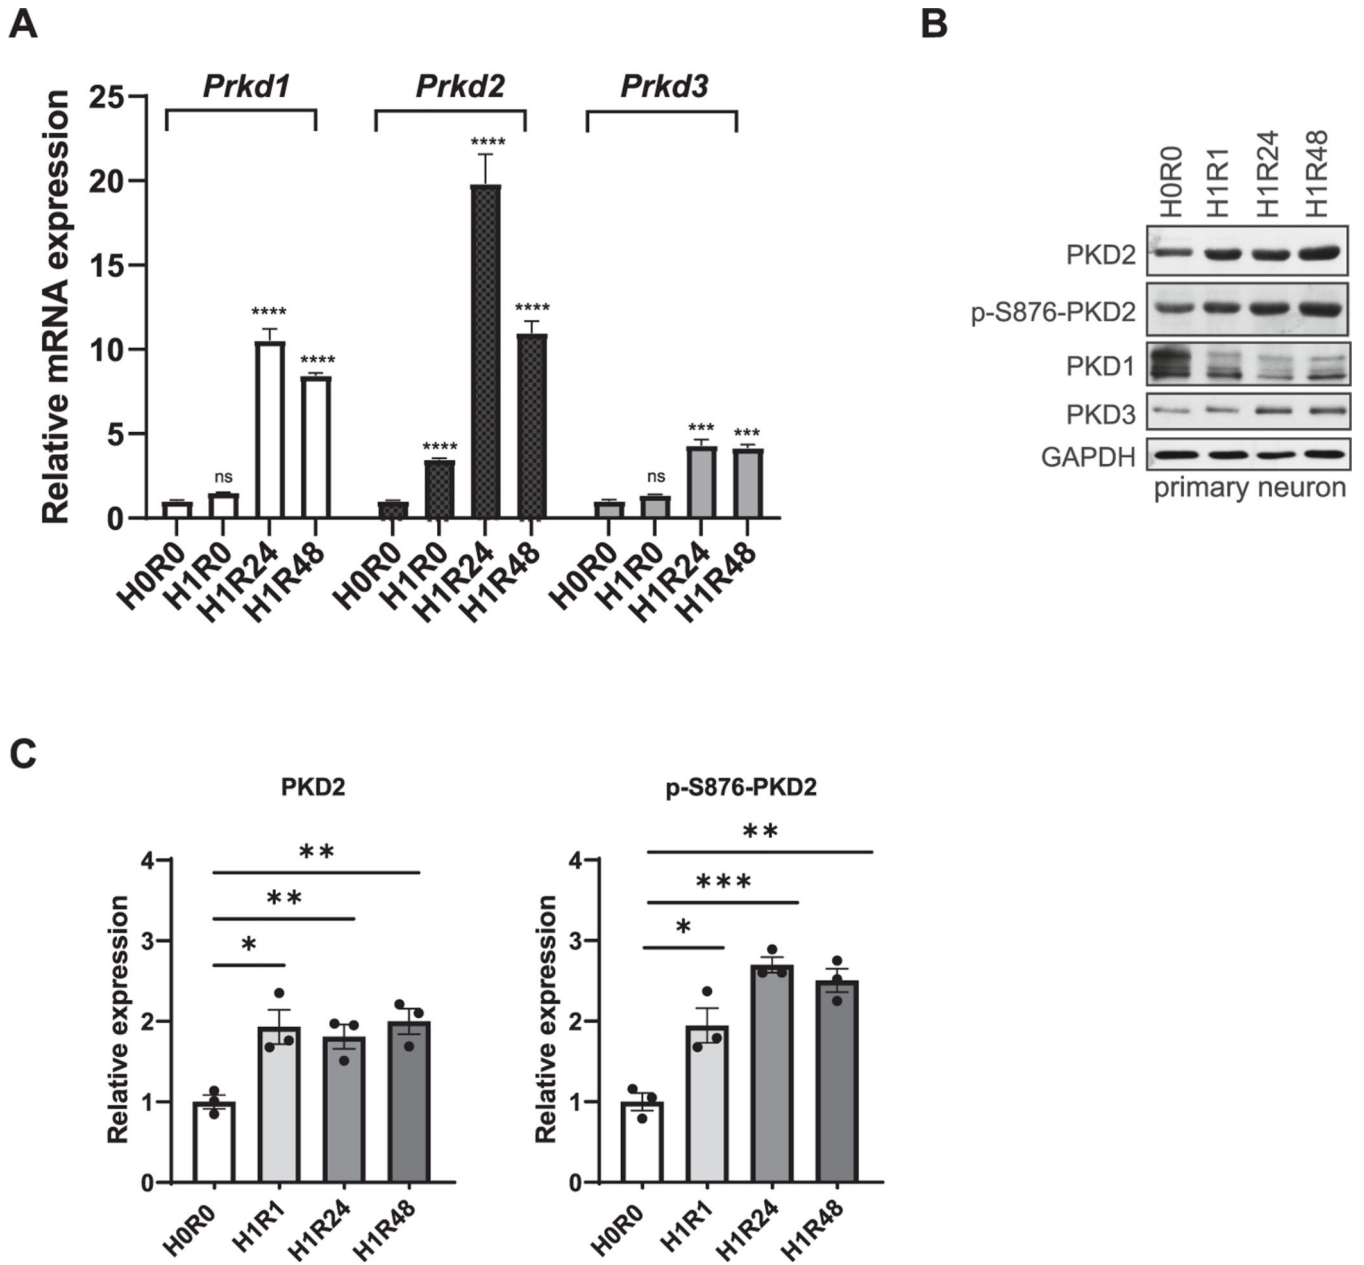 A
B
Relative mRNA expression
25
20
15
10
5
0
Prkd1
Prkd2
Prkd3
ns
****
****
****
****
****
ns
***
***
H0R0
H1R0
H1R24
H1R48
H0R0
H1R0
H1R24
H1R48
H0R0
H1R0
H1R24
H1R48
H0R0
H1R1
H1R24
H1R48
PKD2
p-S876-PKD2
PKD1
PKD3
GAPDH
primary neuron
C
PKD2
Relative expression
4
3
2
1
0
**
**
*
H0R0
H1R1
H1R24
H1R48
p-S876-PKD2
Relative expression
4
3
2
1
0
**
***
*
H0R0
H1R1
H1R24
H1R48